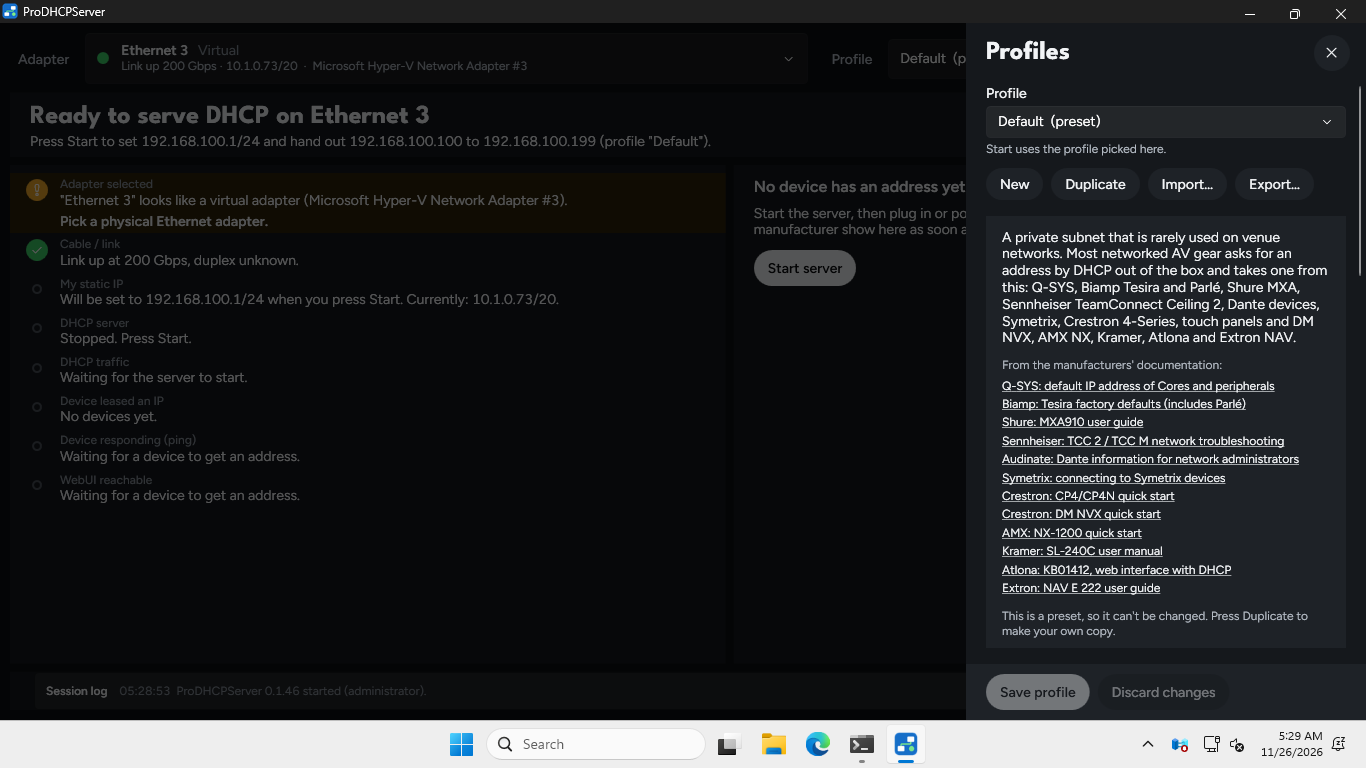 ProDHCPServer
Adapter
Ethernet 3 Virtual
Link up 200 Gbps · 10.1.0.73/20 · Microsoft Hyper-V Network Adapter #3
Profile
Default (p
Ready to serve DHCP on Ethernet 3
Press Start to set 192.168.100.1/24 and hand out 192.168.100.100 to 192.168.100.199 (profile "Default").
Adapter selected
"Ethernet 3" looks like a virtual adapter (Microsoft Hyper-V Network Adapter #3).
Pick a physical Ethernet adapter.
Cable / link
Link up at 200 Gbps, duplex unknown.
My static IP
Will be set to 192.168.100.1/24 when you press Start. Currently: 10.1.0.73/20.
DHCP server
Stopped. Press Start.
DHCP traffic
Waiting for the server to start.
Device leased an IP
No devices yet.
Device responding (ping)
Waiting for a device to get an address.
WebUI reachable
Waiting for a device to get an address.
No device has an address yet
Start the server, then plug in or po
manufacturer show here as soon a
Start server
Session log 05:28:53 ProDHCPServer 0.1.46 started (administrator).
Profiles
Profile
Default (preset)
Start uses the profile picked here.
New Duplicate Import... Export...
A private subnet that is rarely used on venue
networks. Most networked AV gear asks for an
address by DHCP out of the box and takes one from
this: Q-SYS, Biamp Tesira and Parlé, Shure MXA,
Sennheiser TeamConnect Ceiling 2, Dante devices,
Symetrix, Crestron 4-Series, touch panels and DM
NVX, AMX NX, Kramer, Atlona and Extron NAV.
From the manufacturers' documentation:
Q-SYS: default IP address of Cores and peripherals
Biamp: Tesira factory defaults (includes Parlé)
Shure: MXA910 user guide
Sennheiser: TCC 2 / TCC M network troubleshooting
Audinate: Dante information for network administrators
Symetrix: connecting to Symetrix devices
Crestron: CP4/CP4N quick start
Crestron: DM NVX quick start
AMX: NX-1200 quick start
Kramer: SL-240C user manual
Atlona: KB01412, web interface with DHCP
Extron: NAV E 222 user guide
This is a preset, so it can't be changed. Press Duplicate to
make your own copy.
Save profile Discard changes
Search
5:29 AM
11/26/2026